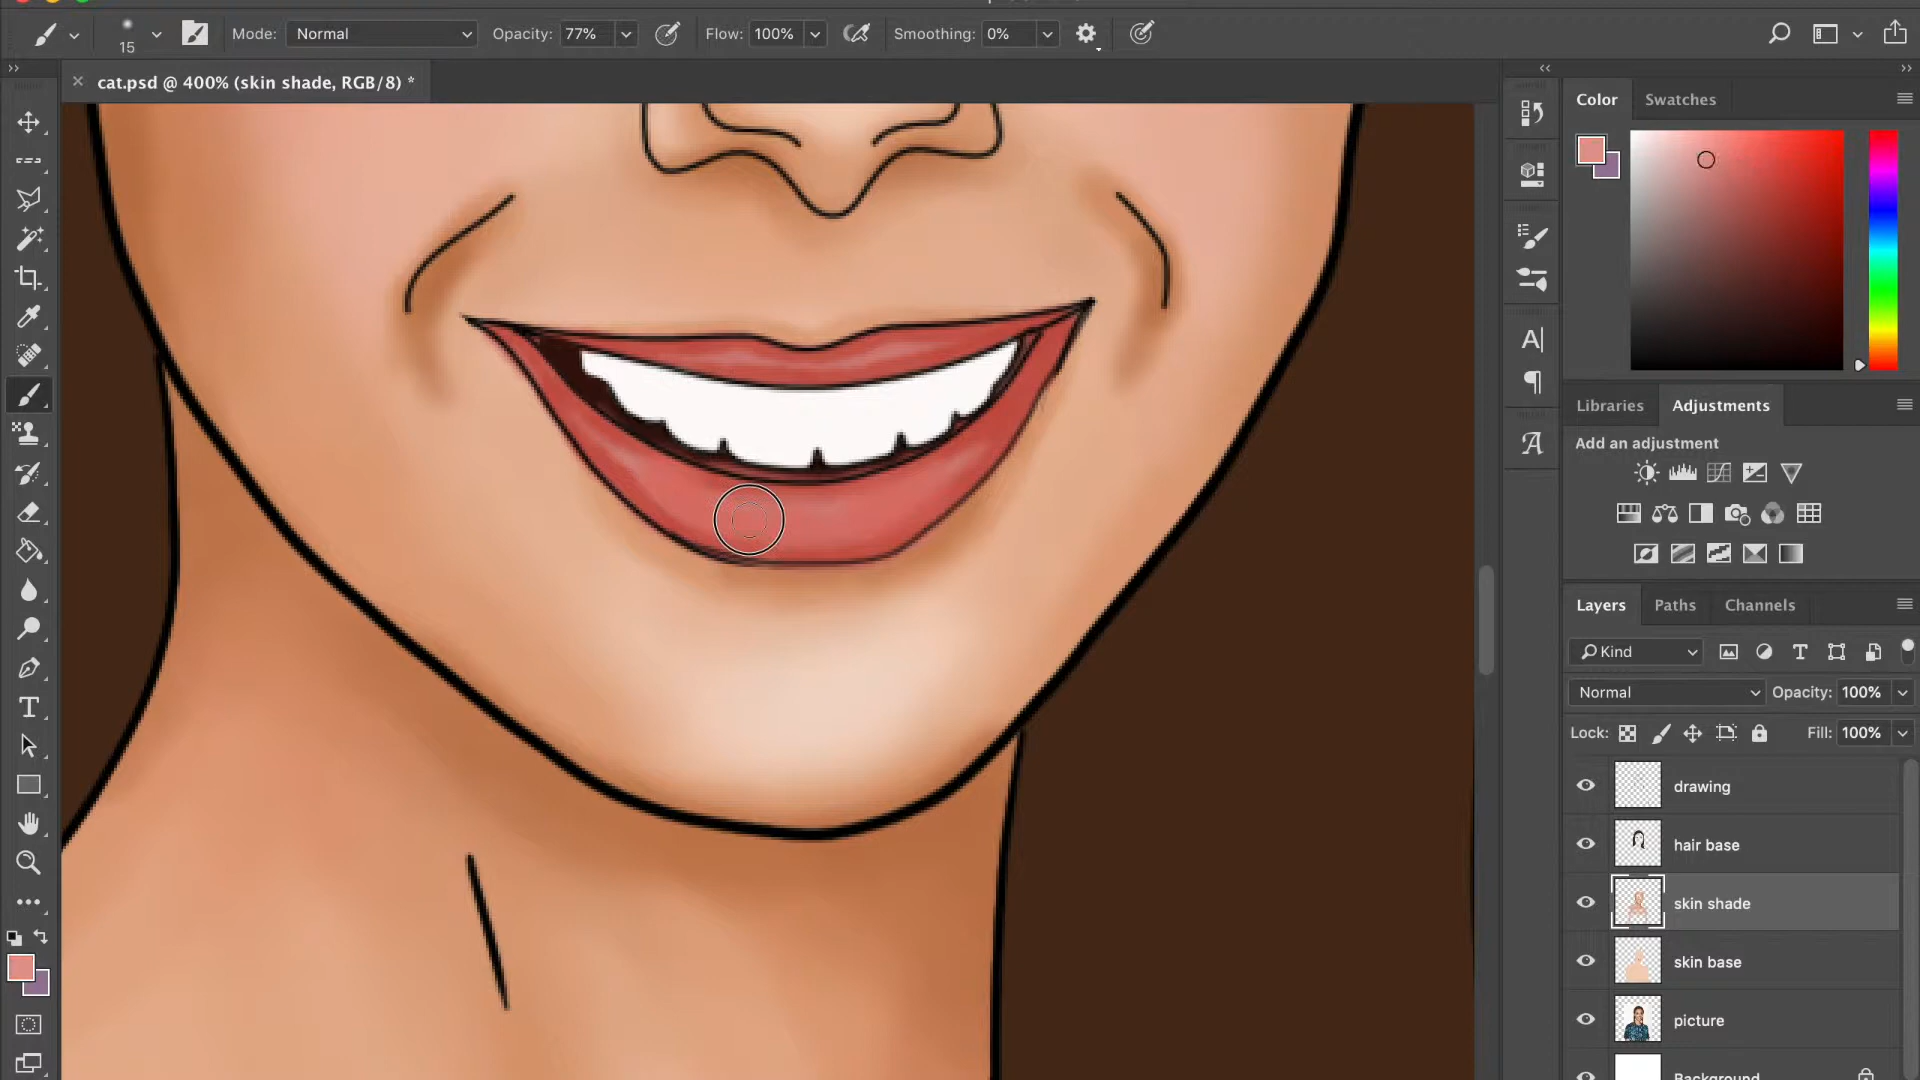 15
Mode: Normal Opacity: 77% Flow: 100% Smoothing: 0%
cat.psd @ 400% (skin shade, RGB/8) *
Color Swatches
Libraries Adjustments
Add an adjustment
Layers Paths Channels
Kind
Normal Opacity: 100%
Lock: Fill: 100%
drawing
hair base
skin shade
skin base
picture
Background